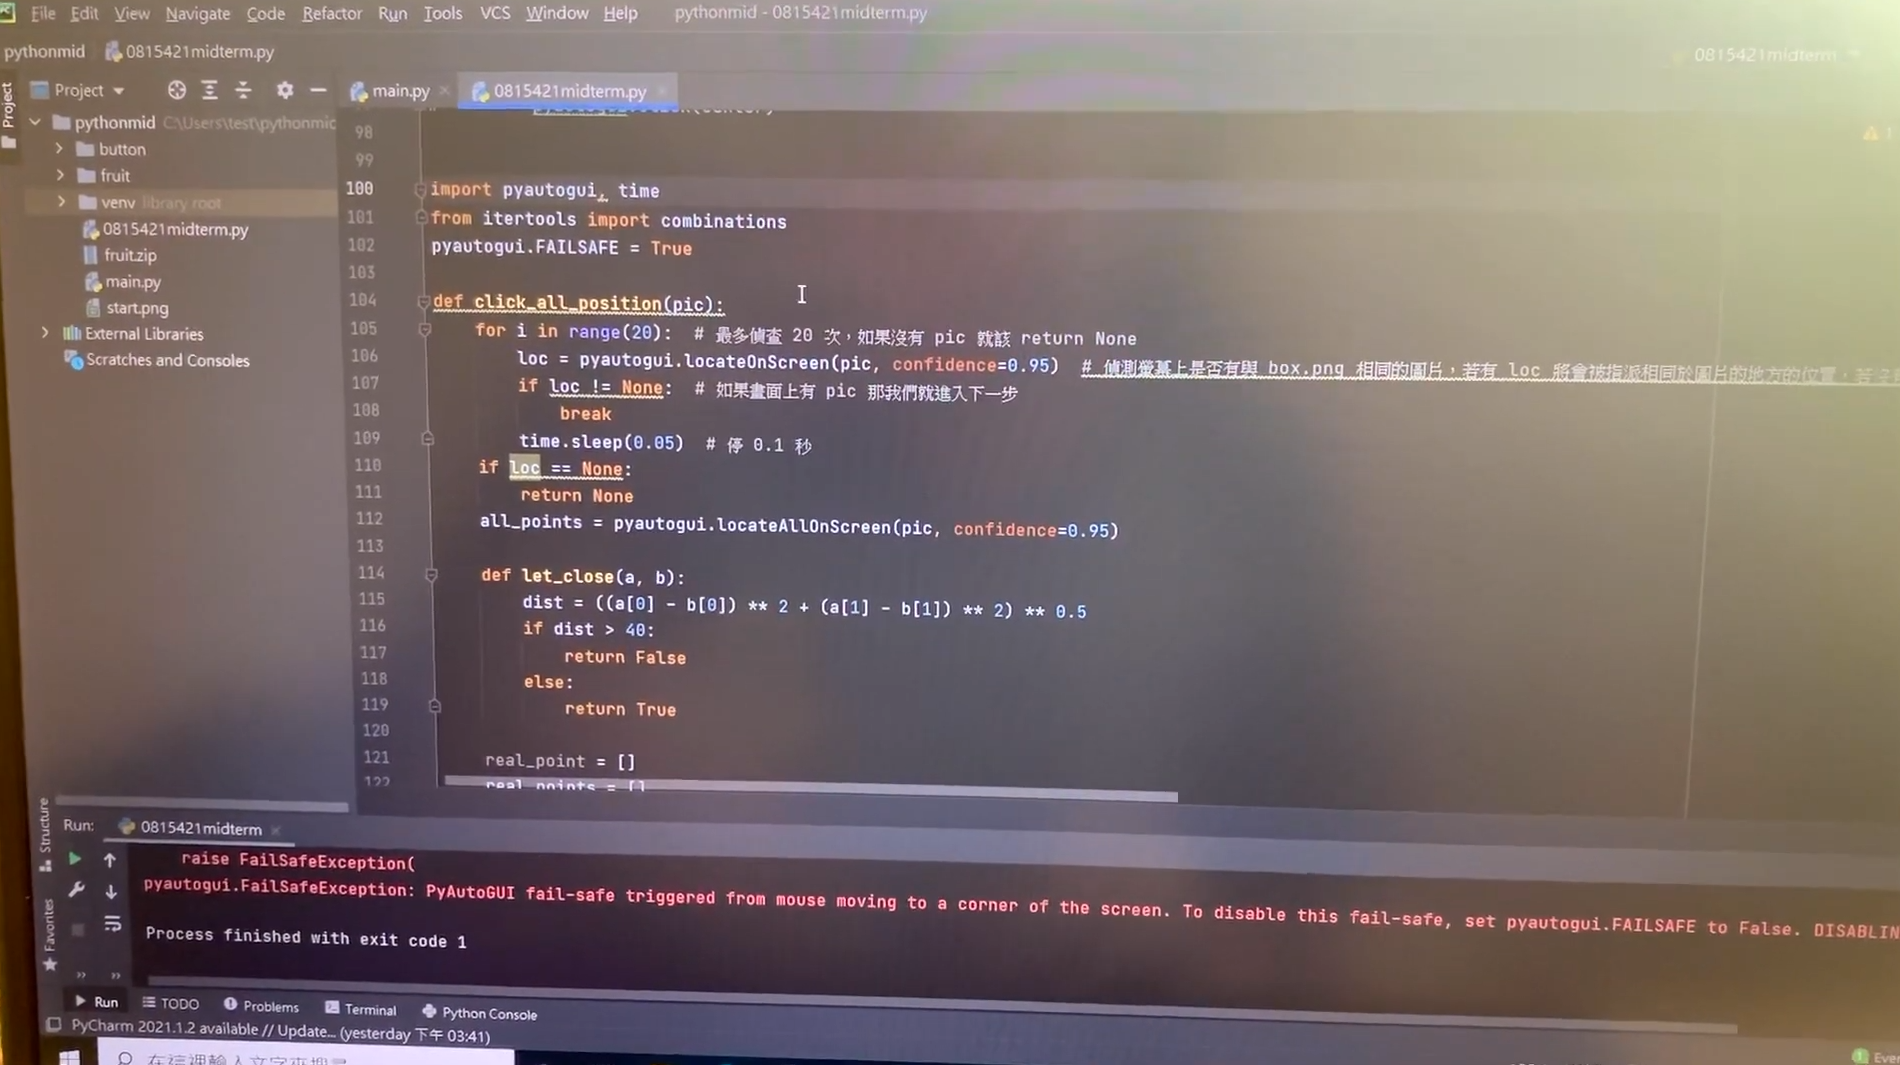 File Edit View Navigate Code Refactor Run Tools VCS Window Help pythonmid - 0815421midterm.py
pythonmid 0815421midterm.py 0815421midterm
Project
Project main.py 0815421midterm.py
pythonmid C:\Users\test\pythonmid
button
fruit
venv library root
0815421midterm.py
fruit.zip
main.py
start.png
External Libraries
Scratches and Consoles
98
99
100 import pyautogui, time
101 from itertools import combinations
102 pyautogui.FAILSAFE = True
103
104 def click_all_position(pic):
105 for i in range(20): # 最多偵查 20 次，如果沒有 pic 就該 return None
106 loc = pyautogui.locateOnScreen(pic, confidence=0.95) # 偵測螢幕上是否有與 box.png 相同的圖片，若有 loc 將會被指派相同於圖片的地方的位置，若沒
107 if loc != None: # 如果畫面上有 pic 那我們就進入下一步
108 break
109 time.sleep(0.05) # 停 0.1 秒
110 if loc == None:
111 return None
112 all_points = pyautogui.locateAllOnScreen(pic, confidence=0.95)
113
114 def let_close(a, b):
115 dist = ((a[0] - b[0]) ** 2 + (a[1] - b[1]) ** 2) ** 0.5
116 if dist > 40:
117 return False
118 else:
119 return True
120
121 real_point = []
122 real_points = []
Structure
Favorites
Run: 0815421midterm
raise FailSafeException(
pyautogui.FailSafeException: PyAutoGUI fail-safe triggered from mouse moving to a corner of the screen. To disable this fail-safe, set pyautogui.FAILSAFE to False. DISABLIN
Process finished with exit code 1
Run TODO Problems Terminal Python Console
PyCharm 2021.1.2 available // Update... (yesterday 下午 03:41)
1 Even
在這裡輸入文字來搜尋